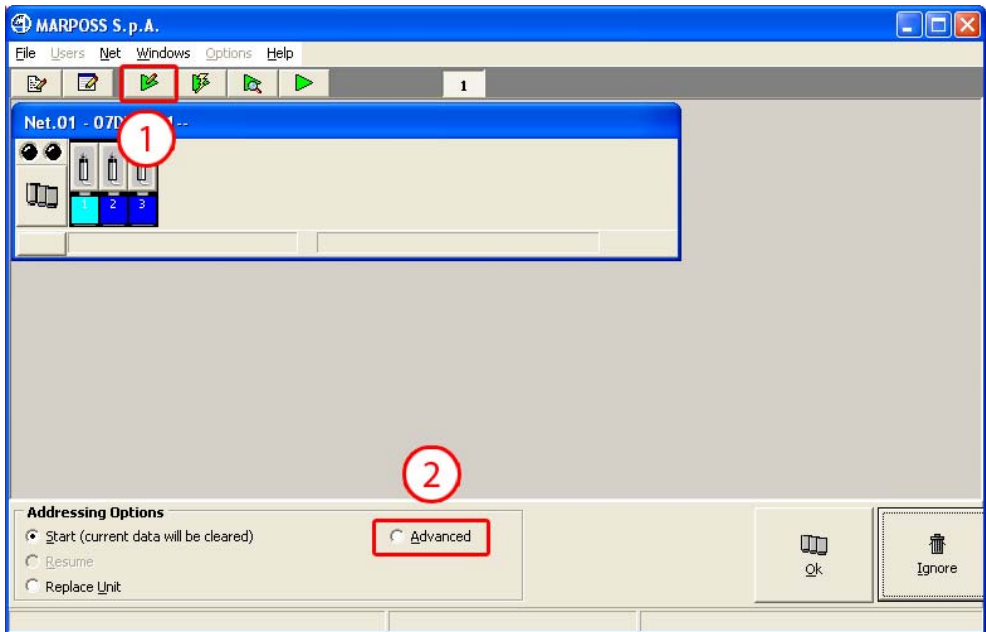 MARPOSS S.p.A.
File Users Net Windows Options Help
1
Net.01 - 07D 1--
1
1 2 3
2
Addressing Options
Start (current data will be cleared)
Advanced
Resume
Replace Unit
Ok
Ignore